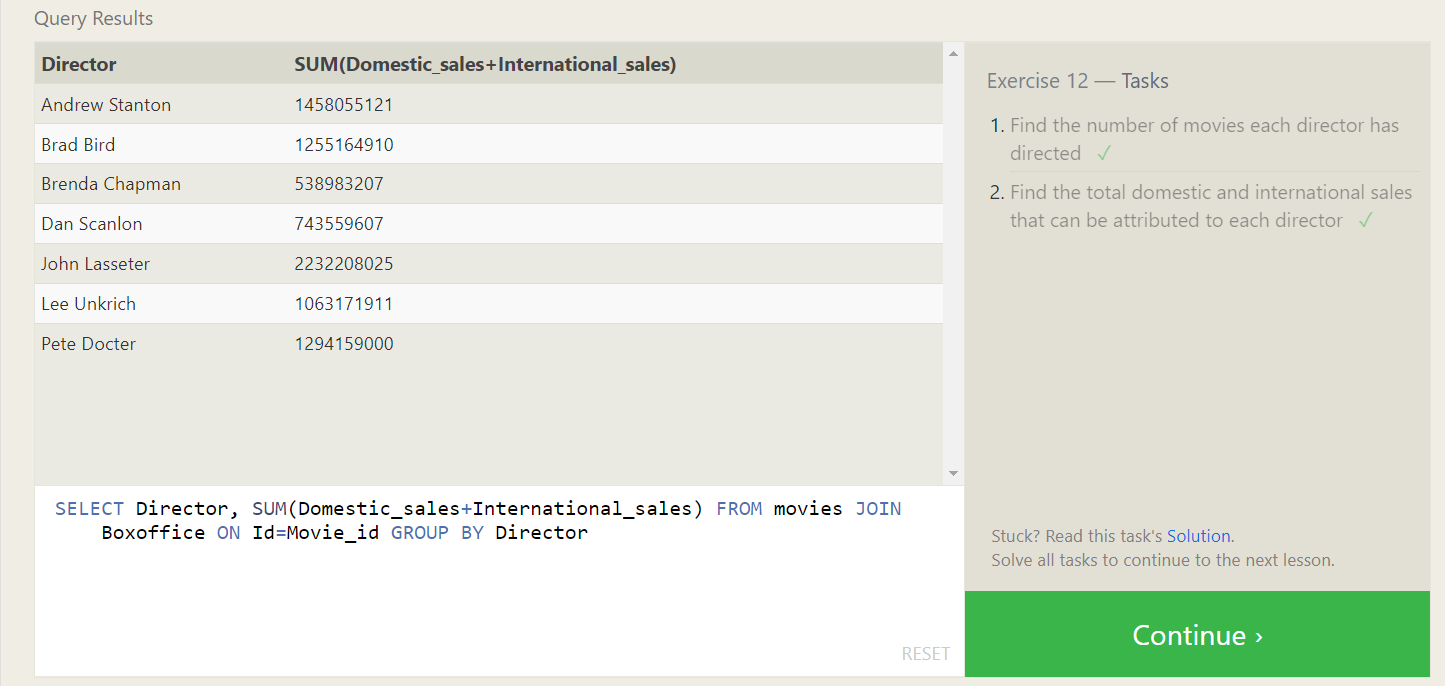 Query Results
Director SUM(Domestic_sales+International_sales)
Andrew Stanton 1458055121
Brad Bird 1255164910
Brenda Chapman 538983207
Dan Scanlon 743559607
John Lasseter 2232208025
Lee Unkrich 1063171911
Pete Docter 1294159000
SELECT Director, SUM(Domestic_sales+International_sales) FROM movies JOIN
Boxoffice ON Id=Movie_id GROUP BY Director
RESET
Exercise 12 — Tasks
1. Find the number of movies each director has
directed ✓
2. Find the total domestic and international sales
that can be attributed to each director ✓
Stuck? Read this task's Solution.
Solve all tasks to continue to the next lesson.
Continue ›